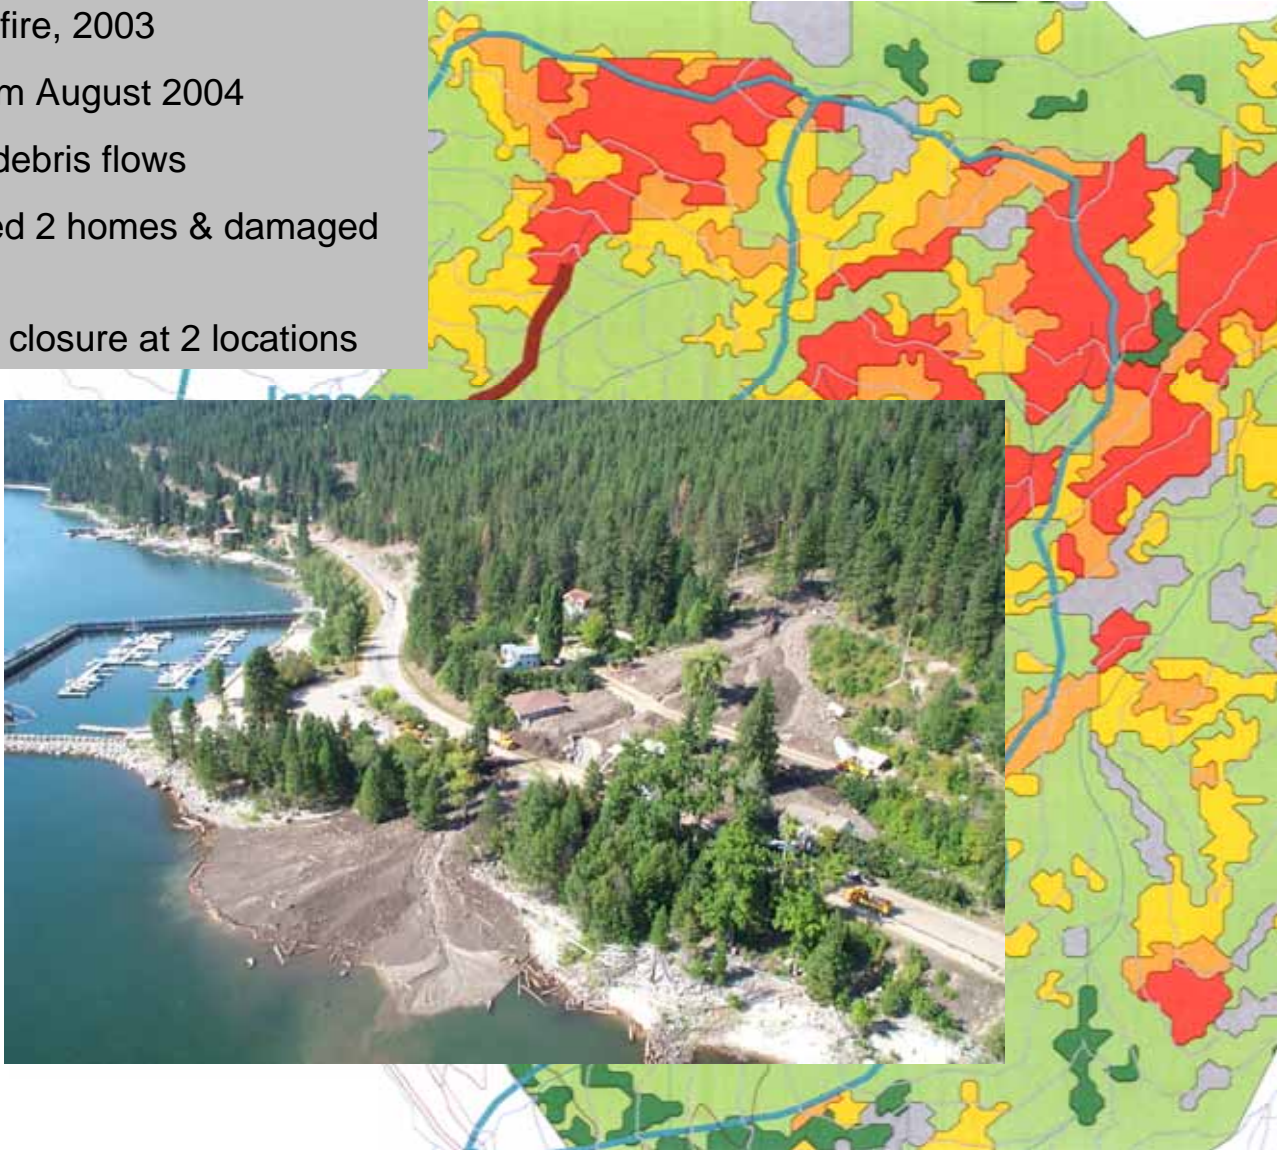 fire, 2003
m August 2004
debris flows
ed 2 homes & damaged
closure at 2 locations